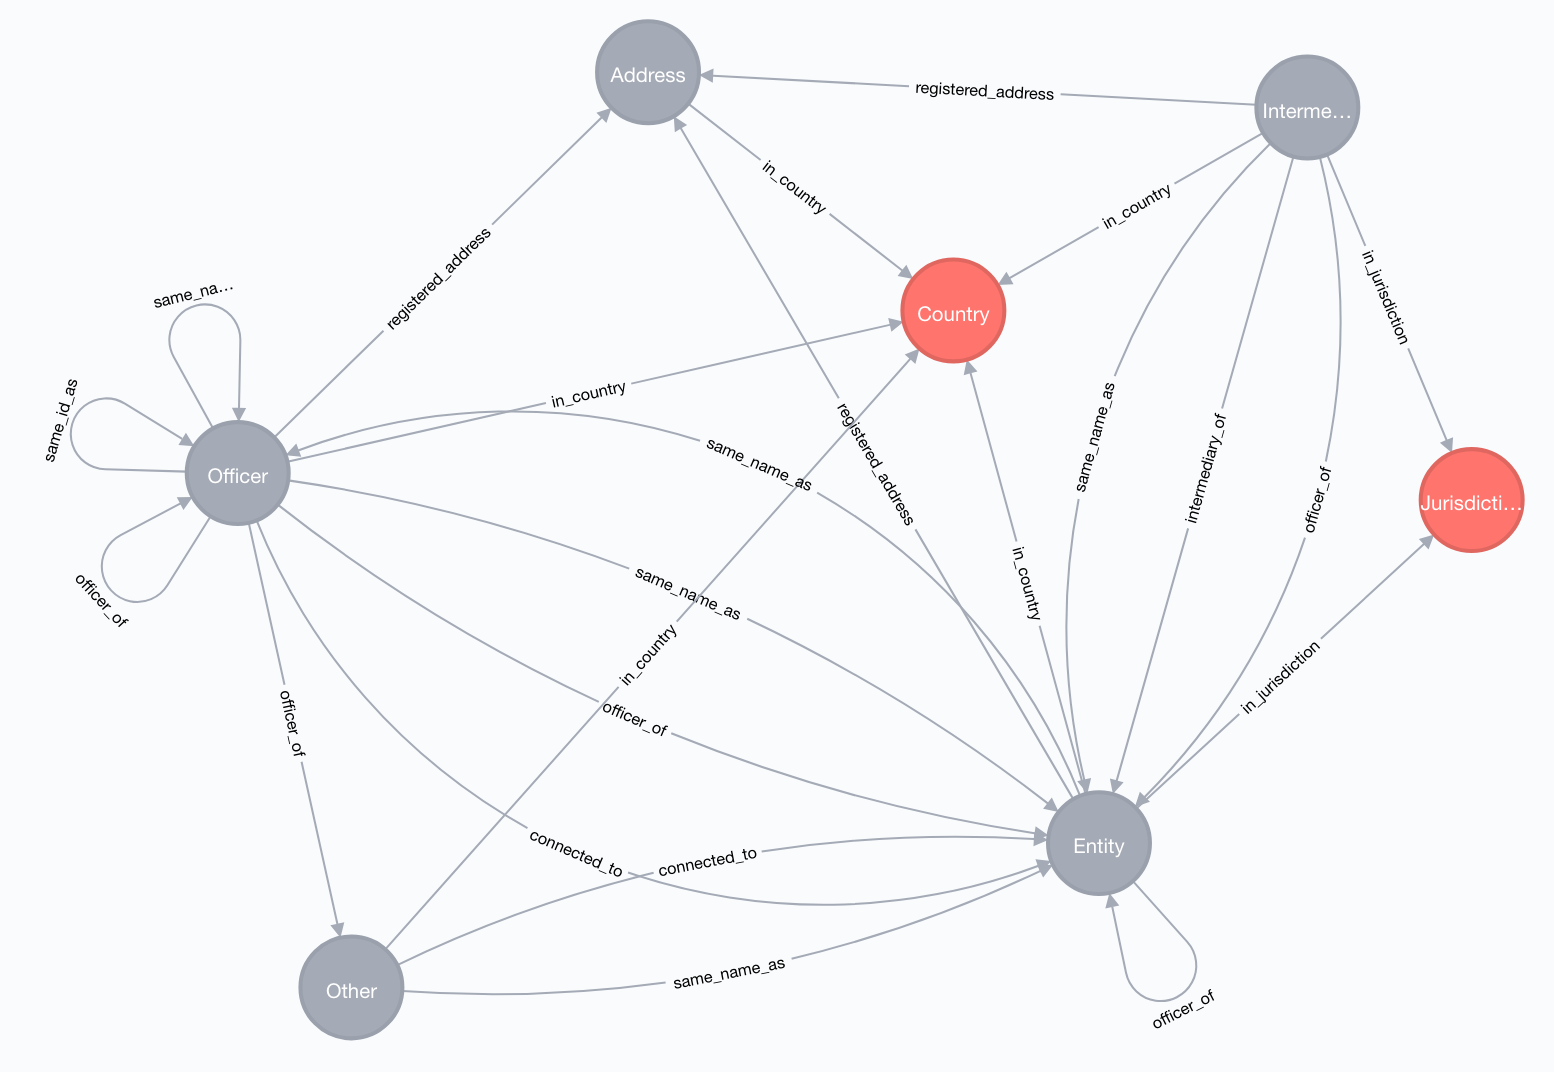 Address
registered_address
Interme…
in_country
in_country
registered_address
in_jurisdiction
same_na…
Country
same_id_as
in_country
registered_address
same_name_as
same_name_as
intermediary_of
officer_of
Officer
Jurisdicti…
officer_of
same_name_as
in_country
in_country
in_jurisdiction
officer_of
officer_of
connected_to
connected_to
Entity
same_name_as
Other
officer_of